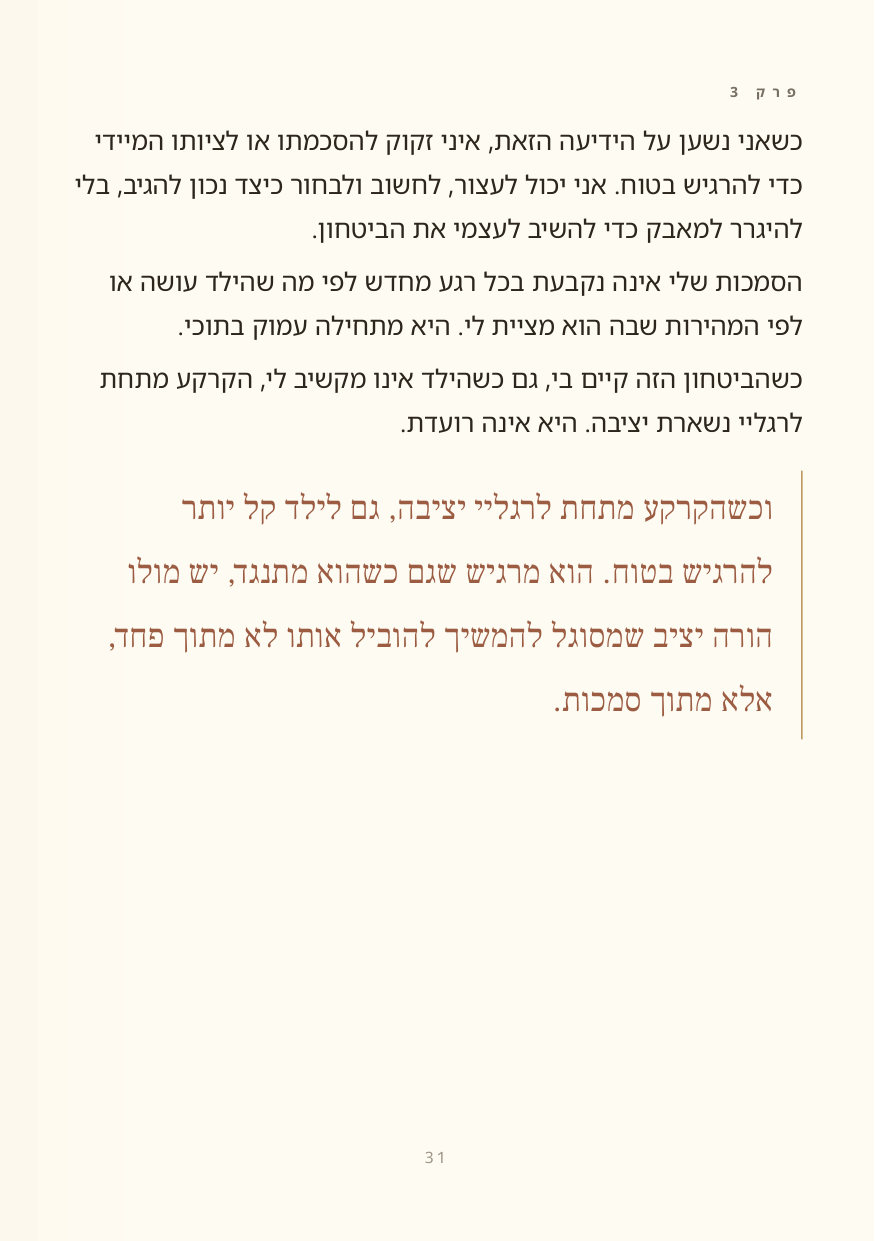 פרק 3
כשאני נשען על הידיעה הזאת, איני זקוק להסכמתו או לציותו המיידי
כדי להרגיש בטוח. אני יכול לעצור, לחשוב ולבחור כיצד נכון להגיב, בלי
להיגרר למאבק כדי להשיב לעצמי את הביטחון.
הסמכות שלי אינה נקבעת בכל רגע מחדש לפי מה שהילד עושה או
לפי המהירות שבה הוא מציית לי. היא מתחילה עמוק בתוכי.
כשהביטחון הזה קיים בי, גם כשהילד אינו מקשיב לי, הקרקע מתחת
לרגליי נשארת יציבה. היא אינה רועדת.
וכשהקרקע מתחת לרגליי יציבה, גם לילד קל יותר
להרגיש בטוח. הוא מרגיש שגם כשהוא מתנגד, יש מולו
הורה יציב שמסוגל להמשיך להוביל אותו לא מתוך פחד,
אלא מתוך סמכות.
31